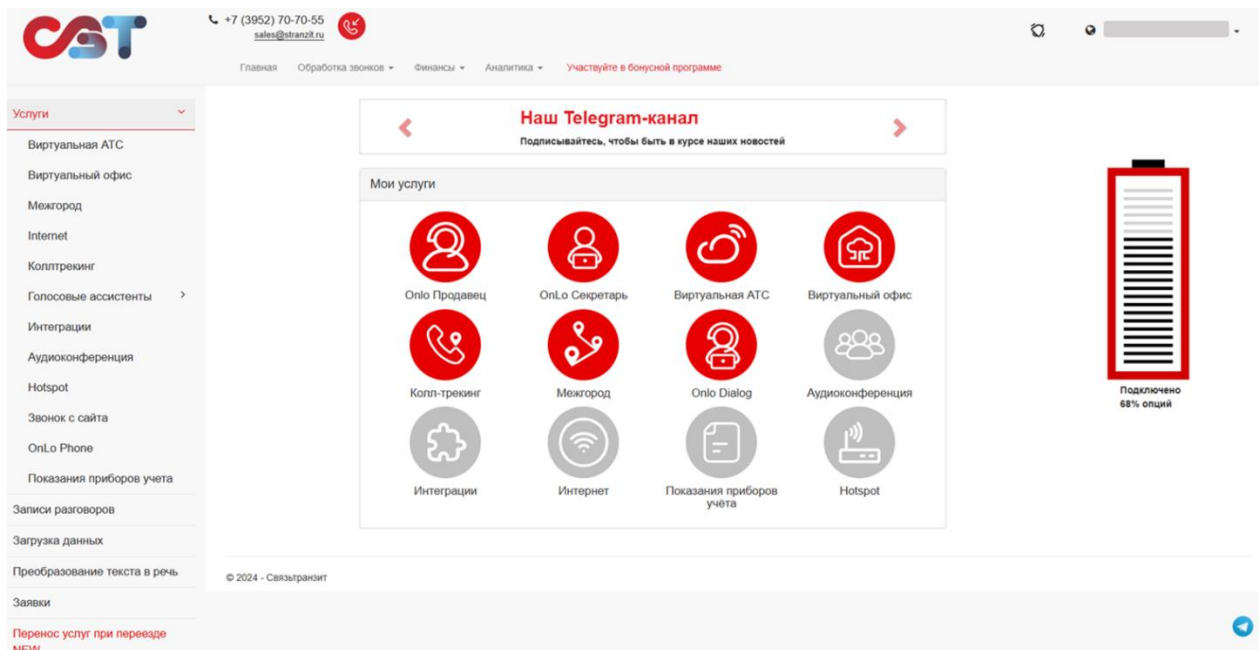 CST
+7 (3952) 70-70-55
sales@stranzit.ru
Главная Обработка звонков Финансы Аналитика Участвуйте в бонусной программе
Услуги
Виртуальная АТС
Виртуальный офис
Межгород
Internet
Коллтрекинг
Голосовые ассистенты
Интеграции
Аудиоконференция
Hotspot
Звонок с сайта
OnLo Phone
Показания приборов учета
Записи разговоров
Загрузка данных
Преобразование текста в речь
Заявки
Перенос услуг при переезде
NEW
Наш Telegram-канал
Подписывайтесь, чтобы быть в курсе наших новостей
Мои услуги
Onlo Продавец OnLo Секретарь Виртуальная АТС Виртуальный офис
Колл-трекинг Межгород Onlo Dialog Аудиоконференция
Интеграции Интернет Показания приборов Hotspot
учёта
Подключено
68% опций
© 2024 - Связьтранзит